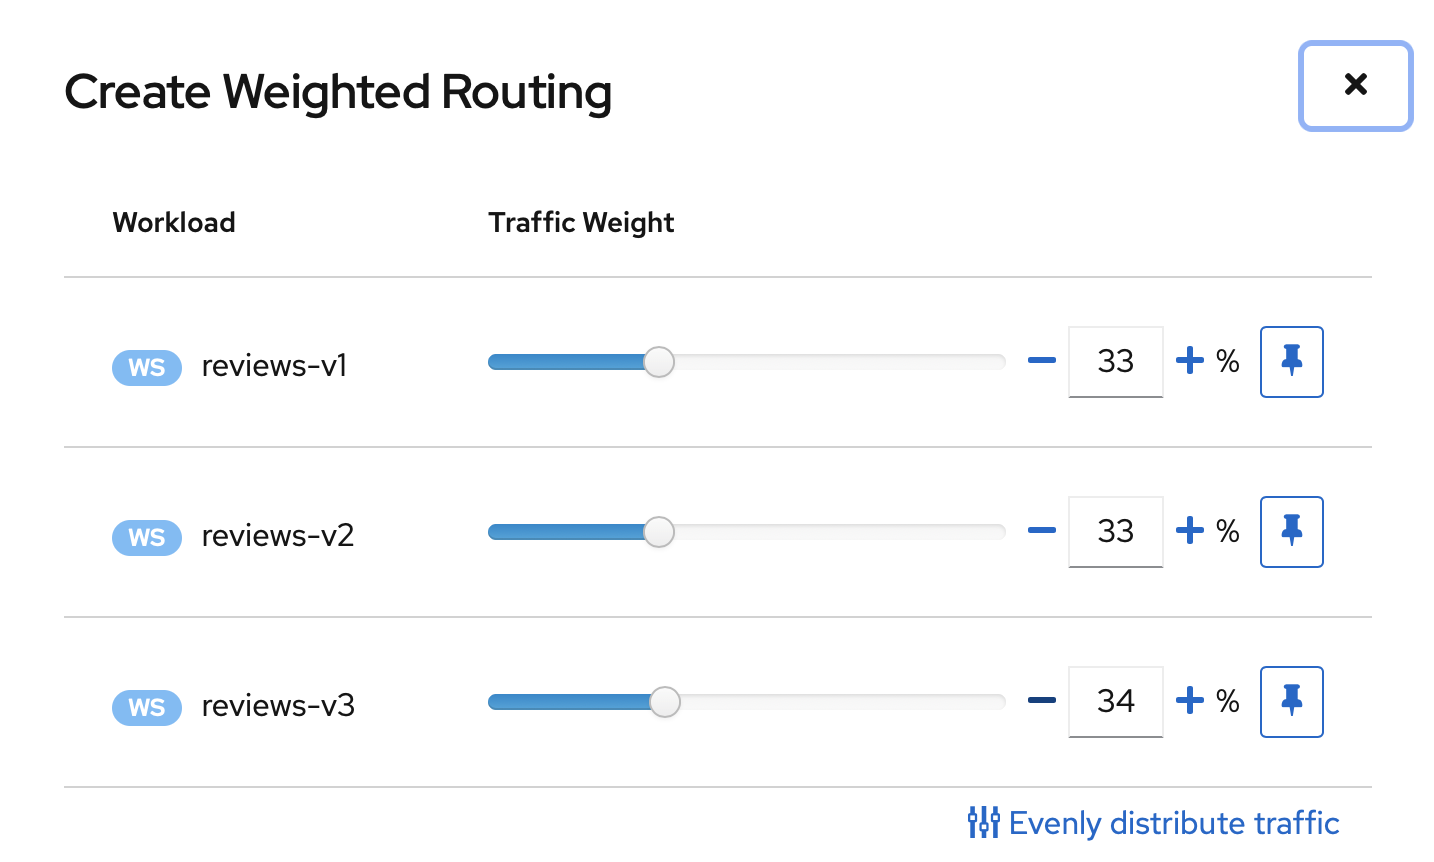 Create Weighted Routing
Workload Traffic Weight
WS reviews-v1 33 %
WS reviews-v2 33 %
WS reviews-v3 34 %
Evenly distribute traffic